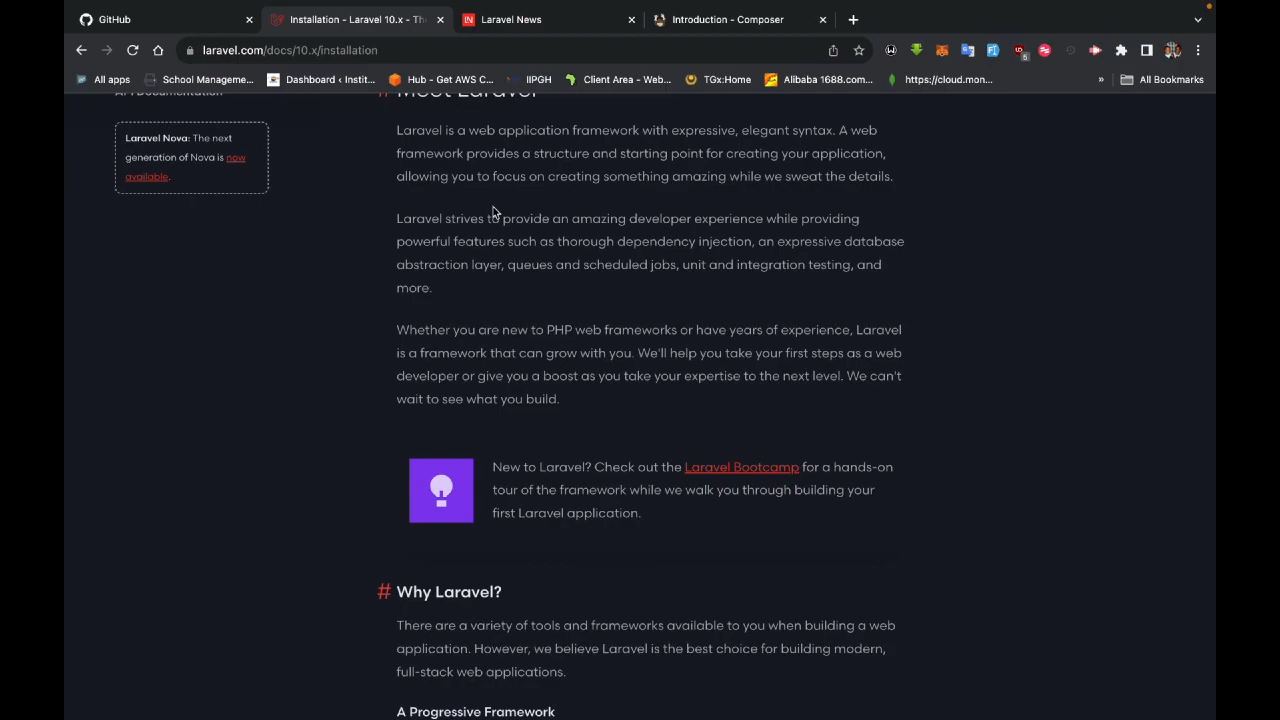 GitHub
Installation - Laravel 10.x - Th
Laravel News
Introduction - Composer
laravel.com/docs/10.x/installation
5
All apps
School Manageme...
Dashboard ‹ Instit...
Hub - Get AWS C...
IIPGH
Client Area - Web...
TGx:Home
Alibaba 1688.com...
https://cloud.mon...
»
All Bookmarks
API Documentation
Laravel Nova: The next
generation of Nova is now
available.
# Meet Laravel
Laravel is a web application framework with expressive, elegant syntax. A web
framework provides a structure and starting point for creating your application,
allowing you to focus on creating something amazing while we sweat the details.
Laravel strives to provide an amazing developer experience while providing
powerful features such as thorough dependency injection, an expressive database
abstraction layer, queues and scheduled jobs, unit and integration testing, and
more.
Whether you are new to PHP web frameworks or have years of experience, Laravel
is a framework that can grow with you. We'll help you take your first steps as a web
developer or give you a boost as you take your expertise to the next level. We can't
wait to see what you build.
New to Laravel? Check out the Laravel Bootcamp for a hands-on
tour of the framework while we walk you through building your
first Laravel application.
# Why Laravel?
There are a variety of tools and frameworks available to you when building a web
application. However, we believe Laravel is the best choice for building modern,
full-stack web applications.
A Progressive Framework